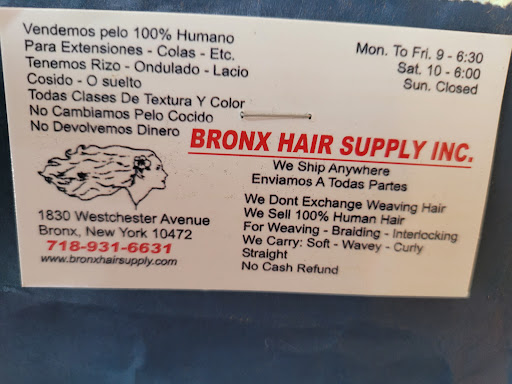 Vendemos pelo 100% Humano
Para Extensiones - Colas - Etc.
Tenemos Rizo - Ondulado - Lacio
Cosido - O suelto
Todas Clases De Textura Y Color
No Cambiamos Pelo Cocido
No Devolvemos Dinero
Mon. To Fri. 9 - 6:30
Sat. 10 - 6:00
Sun. Closed
BRONX HAIR SUPPLY INC.
We Ship Anywhere
Enviamos A Todas Partes
1830 Westchester Avenue
Bronx, New York 10472
718-931-6631
www.bronxhairsupply.com
We Dont Exchange Weaving Hair
We Sell 100% Human Hair
For Weaving - Braiding - Interlocking
We Carry: Soft - Wavey - Curly
Straight
No Cash Refund